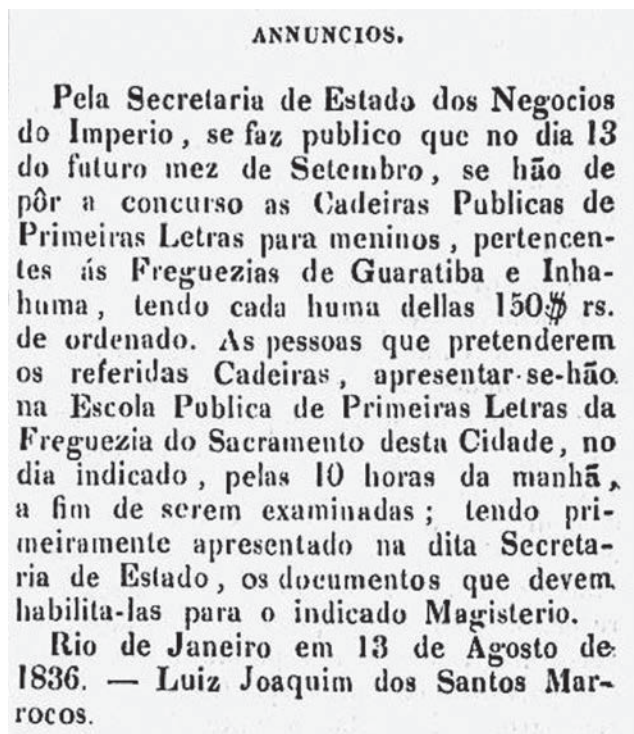 ANNUNCIOS.
Pela Secretaria de Estado dos Negocios
do Imperio, se faz publico que no dia 13
do futuro mez de Setembro, se hão de
pôr a concurso as Cadeiras Publicas de
Primeiras Letras para meninos, pertencen-
tes ás Freguezias de Guaratiba e Inha-
huma, tendo cada huma dellas 150$ rs.
de ordenado. As pessoas que pretenderem
os referidas Cadeiras, apresentar-se-hão
na Escola Publica de Primeiras Letras da
Freguezia do Sacramento desta Cidade, no
dia indicado, pelas 10 horas da manhã,
a fim de serem examinadas; tendo pri-
meiramente apresentado na dita Secreta-
ria de Estado, os documentos que devem
habilita-las para o indicado Magisterio.
Rio de Janeiro em 13 de Agosto de
1836. — Luiz Joaquim dos Santos Mar-
rocos.